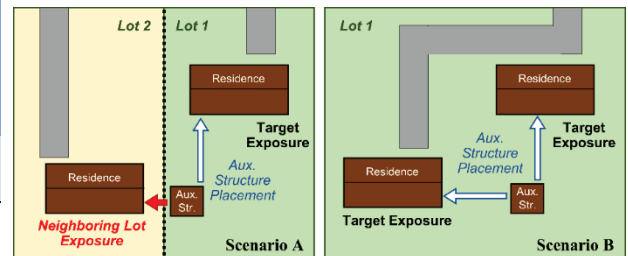 Lot 2
Lot 1
Residence
Target
Exposure
Aux.
Structure
Placement
Residence
Aux.
Str.
Neighboring Lot
Exposure
Scenario A
Lot 1
Residence
Target
Exposure
Aux.
Structure
Placement
Residence
Aux.
Str.
Target Exposure
Scenario B